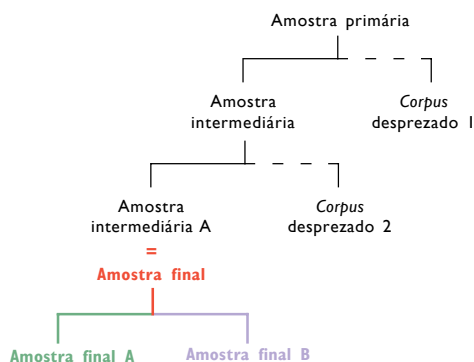 Amostra primária
Amostra
intermediária
Corpus
desprezado 1
Amostra
intermediária A
Corpus
desprezado 2
=
Amostra final
Amostra final A
Amostra final B